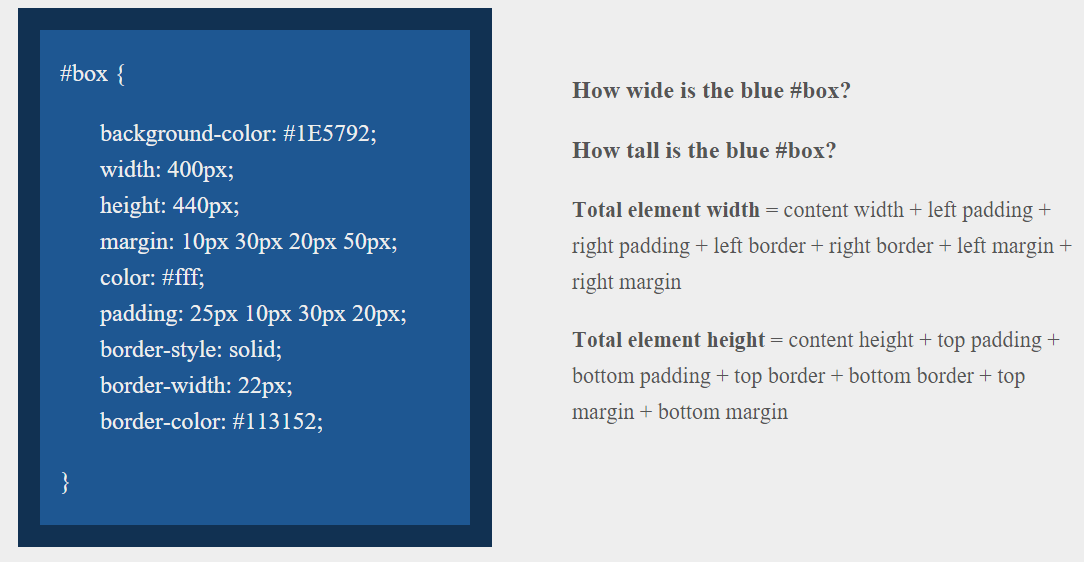 #box {
background-color: #1E5792;
width: 400px;
height: 440px;
margin: 10px 30px 20px 50px;
color: #fff;
padding: 25px 10px 30px 20px;
border-style: solid;
border-width: 22px;
border-color: #113152;
}
How wide is the blue #box?
How tall is the blue #box?
Total element width = content width + left padding +
right padding + left border + right border + left margin +
right margin
Total element height = content height + top padding +
bottom padding + top border + bottom border + top
margin + bottom margin